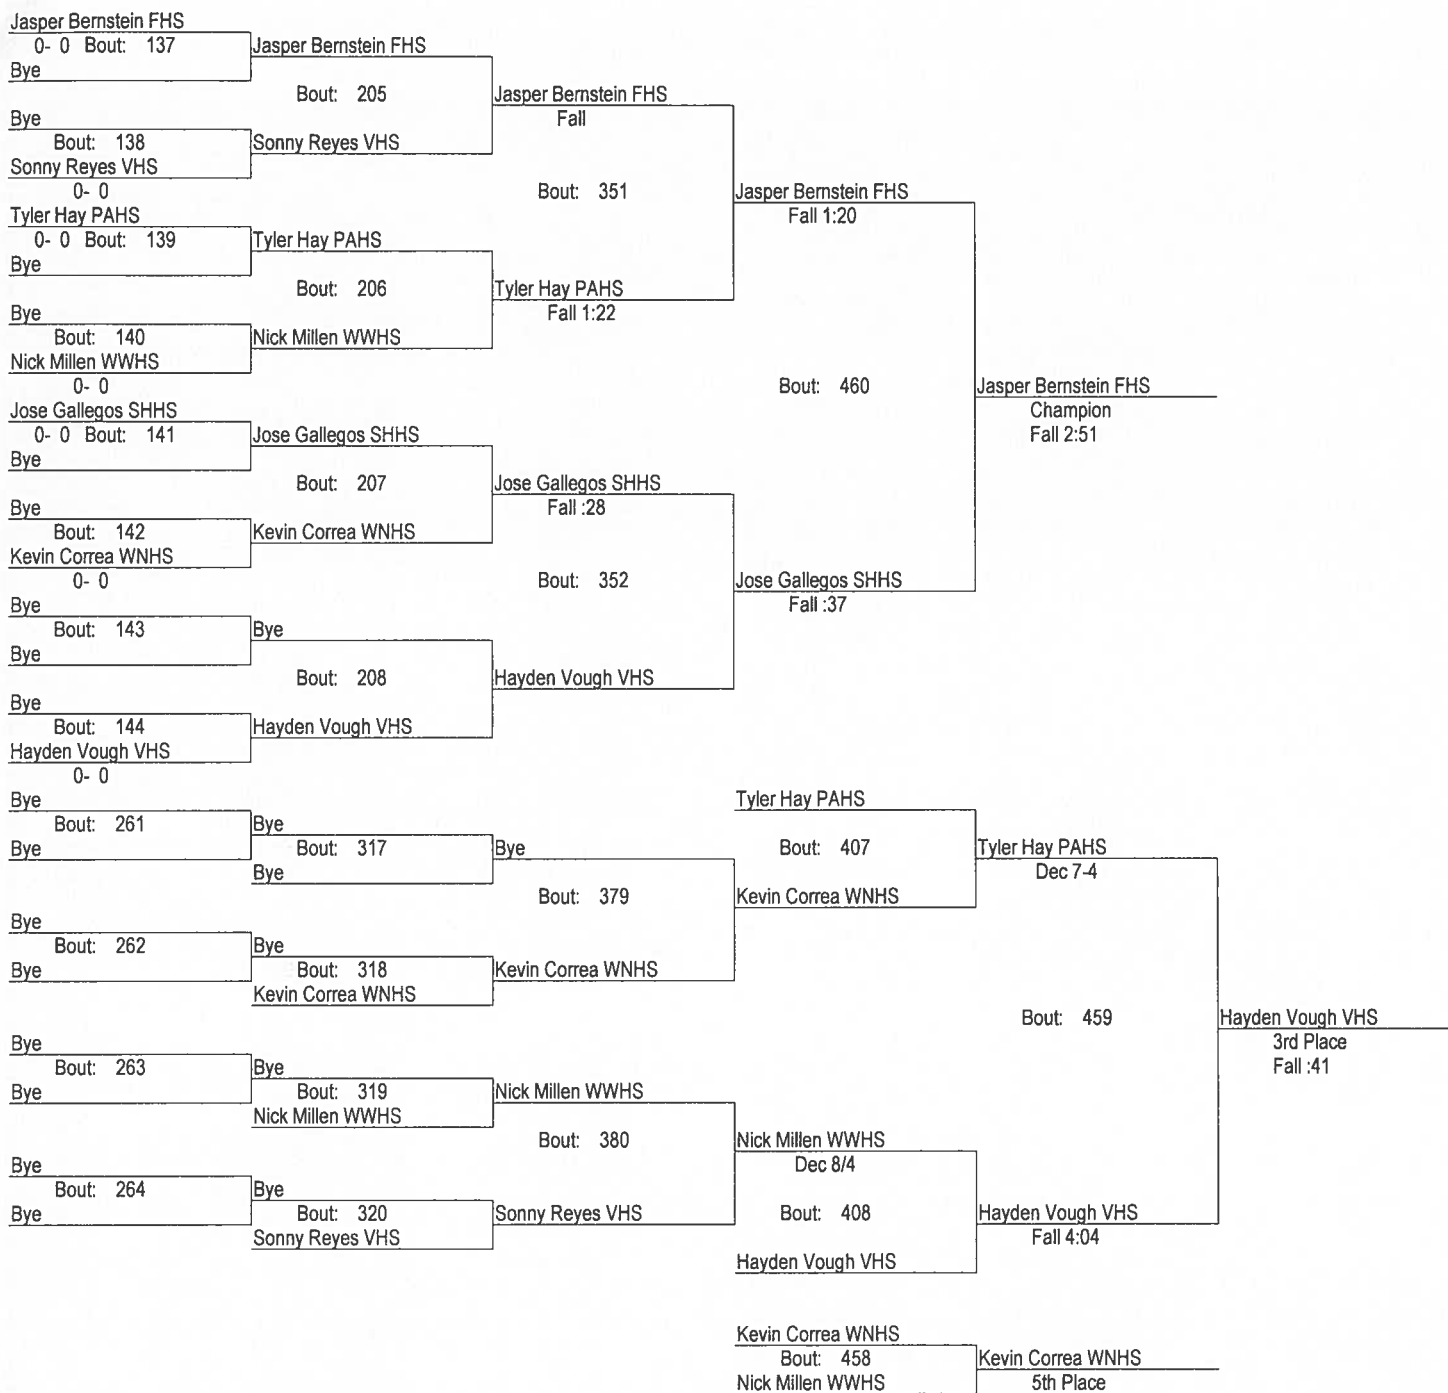 Jasper Bernstein FHS
0- 0 Bout: 137
Bye
Jasper Bernstein FHS
Bout: 205
Bye
Bout: 138
Sonny Reyes VHS
0- 0
Sonny Reyes VHS
Jasper Bernstein FHS
Fall
Bout: 351
Tyler Hay PAHS
0- 0 Bout: 139
Bye
Tyler Hay PAHS
Bout: 206
Bye
Bout: 140
Nick Millen WWHS
0- 0
Nick Millen WWHS
Tyler Hay PAHS
Fall 1:22
Jasper Bernstein FHS
Fall 1:20
Bout: 460
Jasper Bernstein FHS
Champion
Fall 2:51
Jose Gallegos SHHS
0- 0 Bout: 141
Bye
Jose Gallegos SHHS
Bout: 207
Bye
Bout: 142
Kevin Correa WNHS
0- 0
Kevin Correa WNHS
Jose Gallegos SHHS
Fall :28
Bout: 352
Bye
Bout: 143
Bye
Bye
Bout: 208
Bye
Bout: 144
Hayden Vough VHS
0- 0
Hayden Vough VHS
Hayden Vough VHS
Jose Gallegos SHHS
Fall :37
Bye
Bout: 261
Bye
Bye
Bout: 317
Bye
Bye
Bout: 379
Bye
Bout: 262
Bye
Bye
Bout: 318
Kevin Correa WNHS
Kevin Correa WNHS
Tyler Hay PAHS
Bout: 407
Kevin Correa WNHS
Tyler Hay PAHS
Dec 7-4
Bout: 459
Hayden Vough VHS
3rd Place
Fall :41
Bye
Bout: 263
Bye
Bye
Bout: 319
Nick Millen WWHS
Nick Millen WWHS
Bout: 380
Bye
Bout: 264
Bye
Bye
Bout: 320
Sonny Reyes VHS
Sonny Reyes VHS
Nick Millen WWHS
Dec 8/4
Bout: 408
Hayden Vough VHS
Hayden Vough VHS
Fall 4:04
Kevin Correa WNHS
Bout: 458
Nick Millen WWHS
Kevin Correa WNHS
5th Place